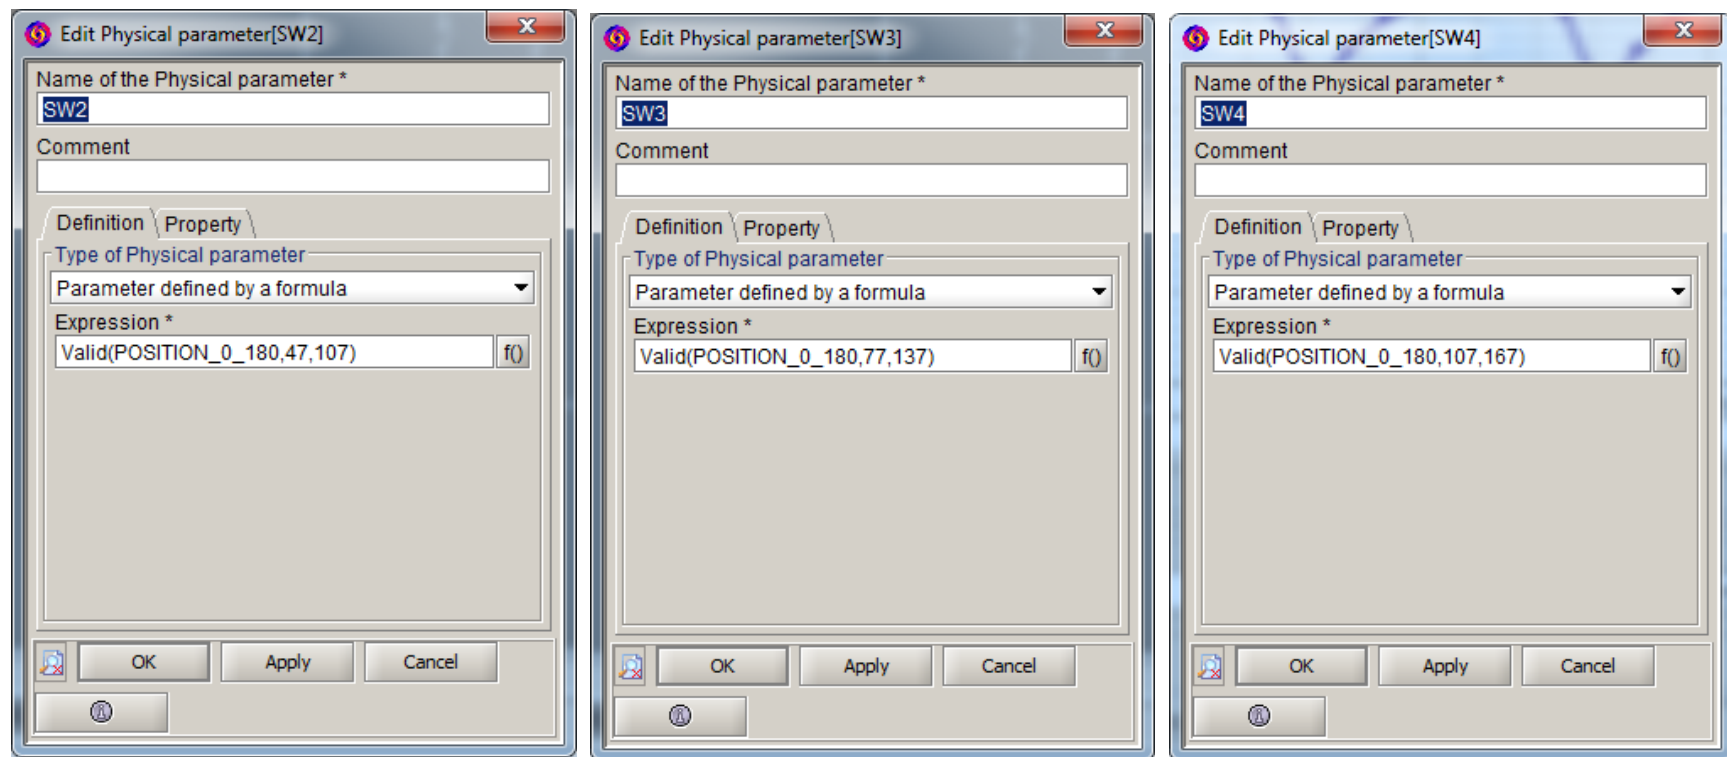 Edit Physical parameter[SW2]
Name of the Physical parameter *
SW2
Comment
Definition
Property
Type of Physical parameter
Parameter defined by a formula
Expression *
Valid(POSITION_0_180,47,107)
f()
OK
Apply
Cancel
Edit Physical parameter[SW3]
Name of the Physical parameter *
SW3
Comment
Definition
Property
Type of Physical parameter
Parameter defined by a formula
Expression *
Valid(POSITION_0_180,77,137)
f()
OK
Apply
Cancel
Edit Physical parameter[SW4]
Name of the Physical parameter *
SW4
Comment
Definition
Property
Type of Physical parameter
Parameter defined by a formula
Expression *
Valid(POSITION_0_180,107,167)
f()
OK
Apply
Cancel